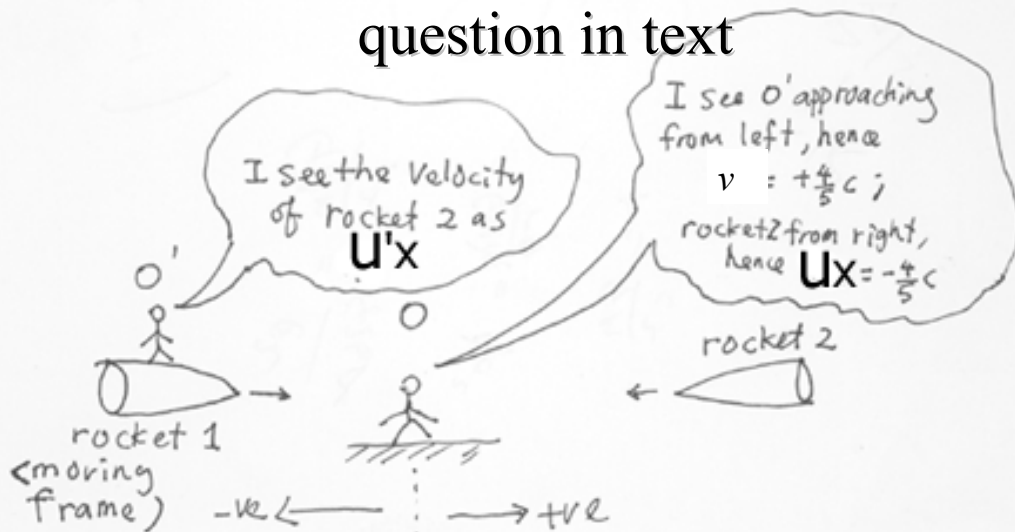 question in text
I see the velocity
of rocket 2 as
u'x
I see O' approaching
from left, hence
v = +4/5 c ;
rocket 2 from right,
hence ux = -4/5 c
O'
O
rocket 2
rocket 1
(moving
frame)
-ve
+ve